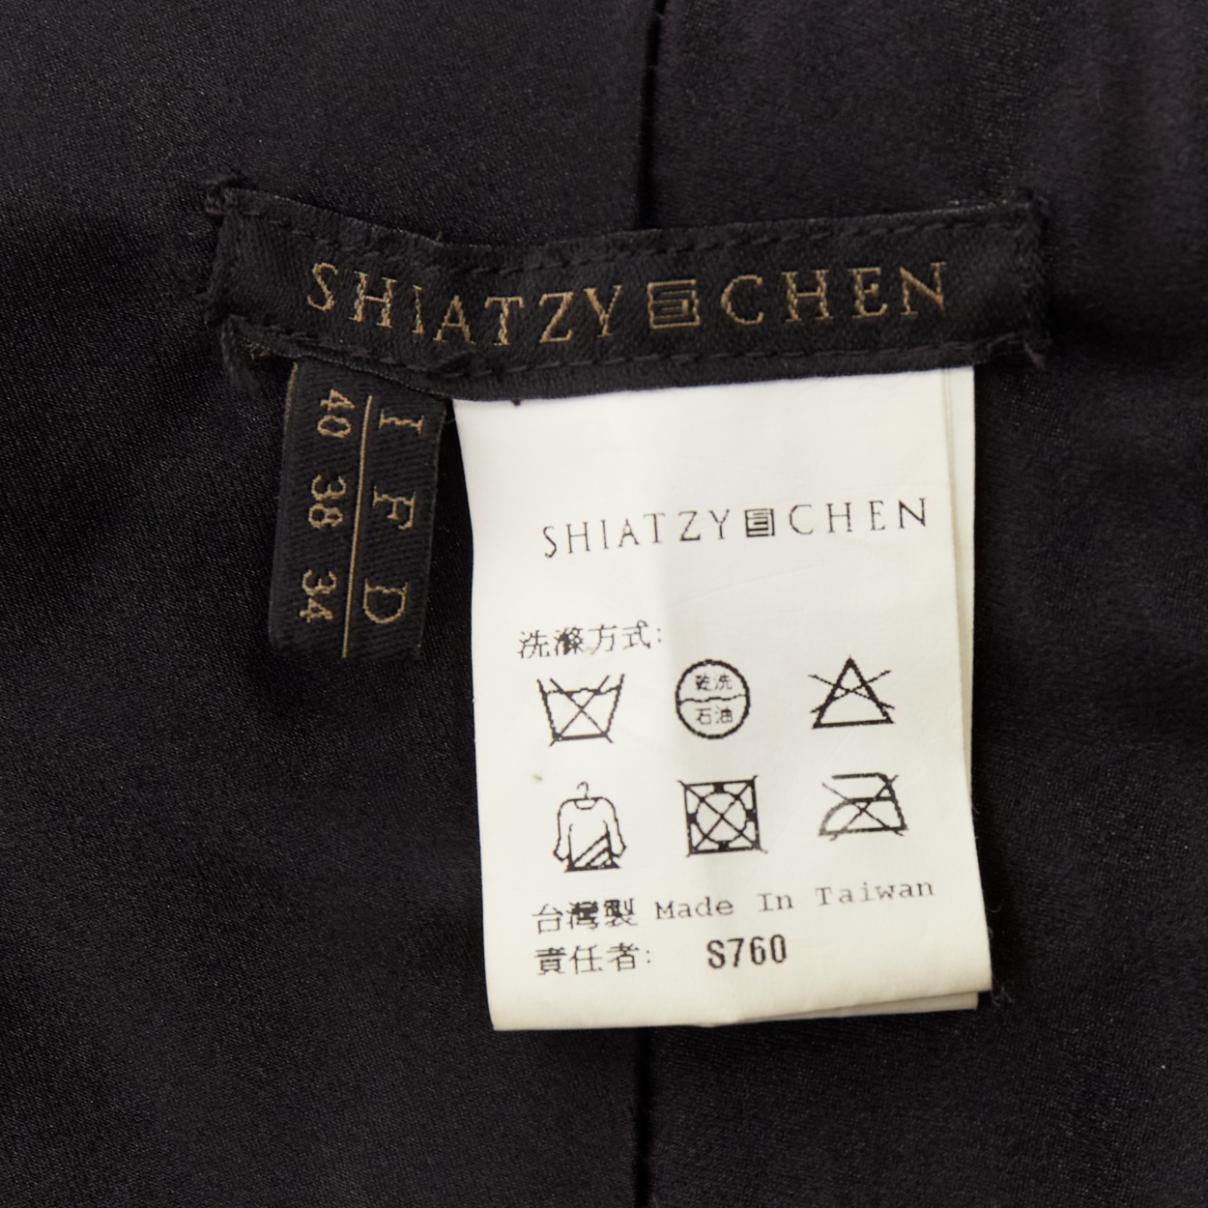 SHIATZY CHEN
I F D
40 38 34
SHIATZY CHEN
洗滌方式:
乾洗
石油
台灣製 Made In Taiwan
責任者: S760